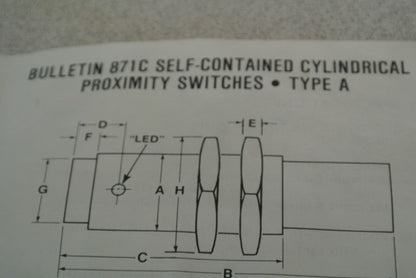 BULLETIN 871C SELF-CONTAINED CYLINDRICAL
PROXIMITY SWITCHES • TYPE A
D
F
"LED"
E
G
A
H
C
B